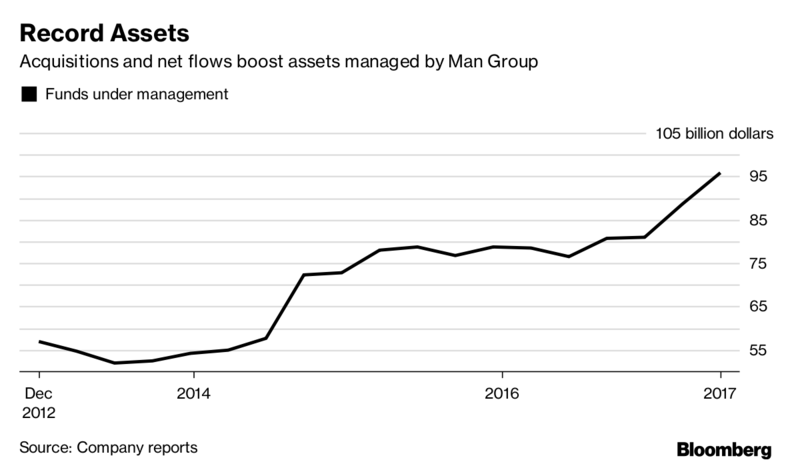 Record Assets
Acquisitions and net flows boost assets managed by Man Group
Funds under management
105 billion dollars
95
85
75
65
55
Dec 2014 2016 2017
2012
Source: Company reports
Bloomberg